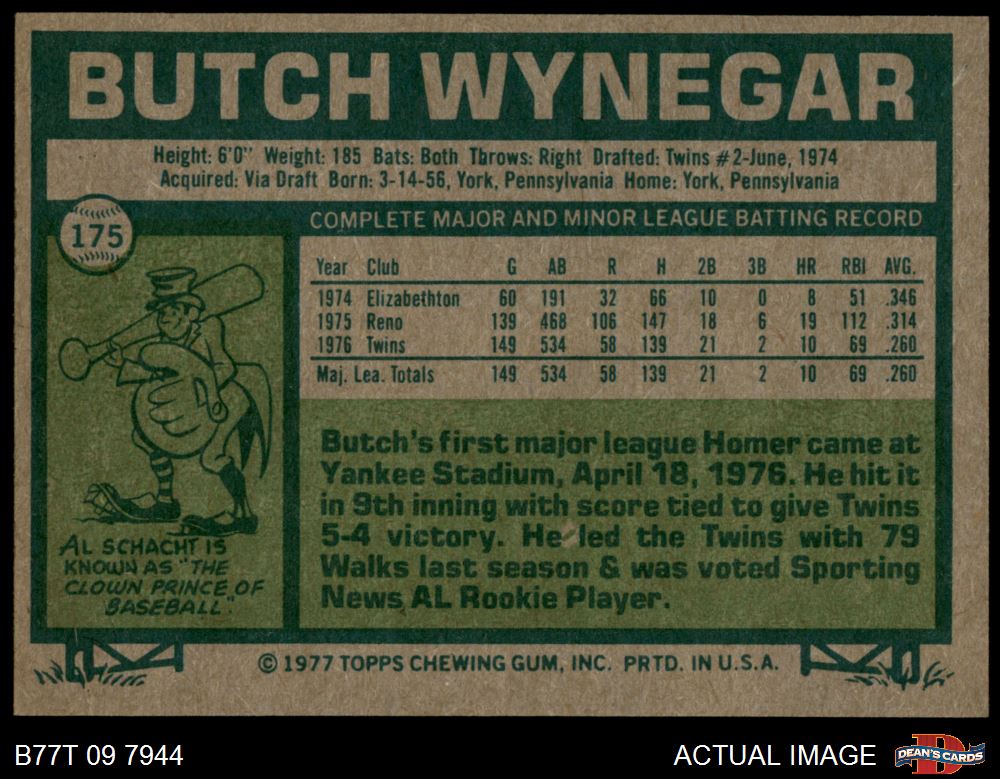 BUTCH WYNEGAR
Height: 6'0" Weight: 185 Bats: Both Throws: Right Drafted: Twins #2-June, 1974
Acquired: Via Draft Born: 3-14-56, York, Pennsylvania Home: York, Pennsylvania
175
COMPLETE MAJOR AND MINOR LEAGUE BATTING RECORD
Year Club G AB R H 2B 3B HR RBI AVG.
1974 Elizabethton 60 191 32 66 10 0 8 51 .346
1975 Reno 139 468 106 147 18 6 19 112 .314
1976 Twins 149 534 58 139 21 2 10 69 .260
Maj. Lea. Totals 149 534 58 139 21 2 10 69 .260
AL SCHACHT IS
KNOWN AS "THE
CLOWN PRINCE OF
BASEBALL".
Butch's first major league Homer came at
Yankee Stadium, April 18, 1976. He hit it
in 9th inning with score tied to give Twins
5-4 victory. He led the Twins with 79
Walks last season & was voted Sporting
News AL Rookie Player.
© 1977 TOPPS CHEWING GUM, INC. PRTD. IN U.S.A.
B77T 09 7944
ACTUAL IMAGE
DEAN'S CARDS